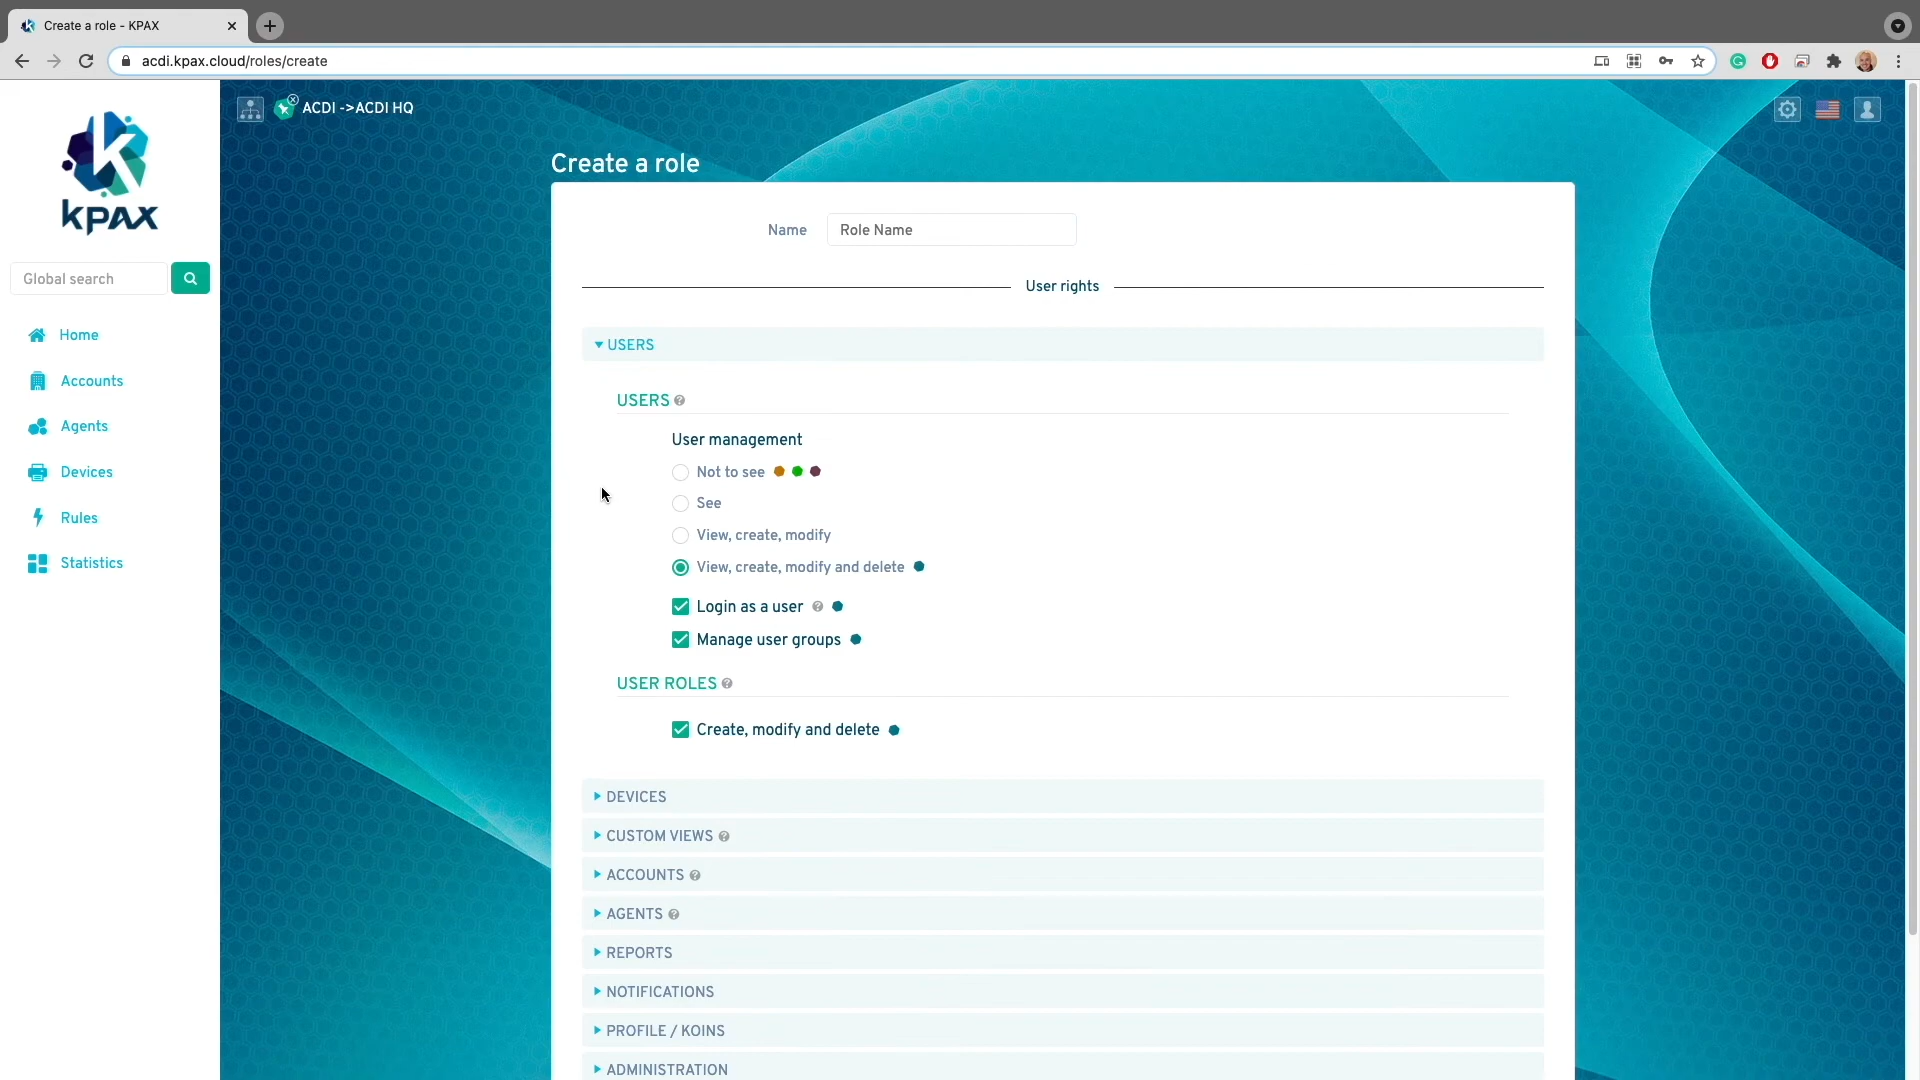 Create a role - KPAX
acdi.kpax.cloud/roles/create
ACDI ->ACDI HQ
kPAX
Global search
Home
Accounts
Agents
Devices
Rules
Statistics
Create a role
Name
Role Name
User rights
USERS
USERS
User management
Not to see
See
View, create, modify
View, create, modify and delete
Login as a user
Manage user groups
USER ROLES
Create, modify and delete
DEVICES
CUSTOM VIEWS
ACCOUNTS
AGENTS
REPORTS
NOTIFICATIONS
PROFILE / KOINS
ADMINISTRATION